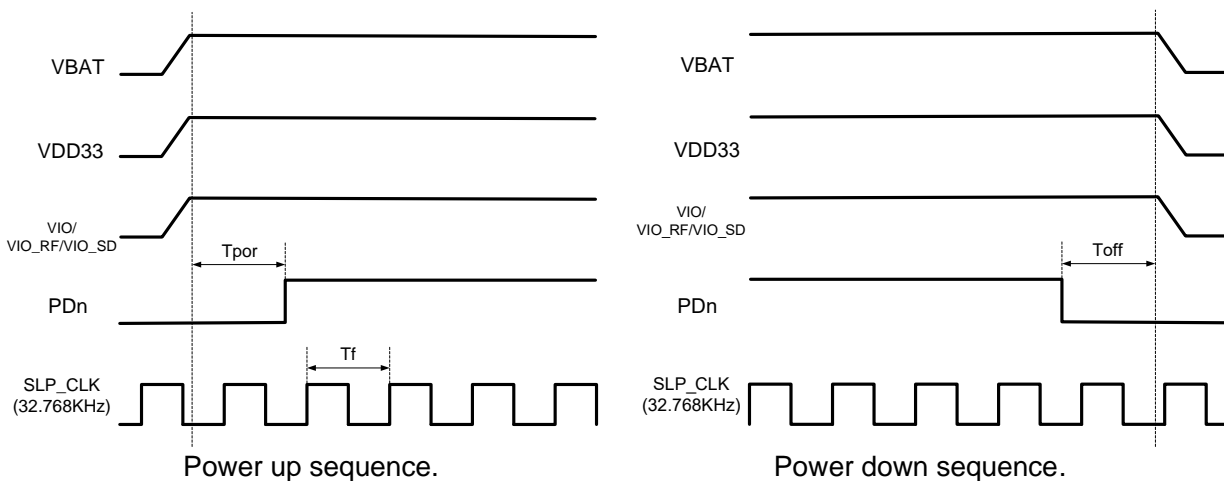 VBAT
VDD33
VIO/
VIO_RF/VIO_SD
Tpor
PDn
Tf
SLP_CLK
(32.768KHz)
Power up sequence.
VBAT
VDD33
VIO/
VIO_RF/VIO_SD
Toff
PDn
SLP_CLK
(32.768KHz)
Power down sequence.